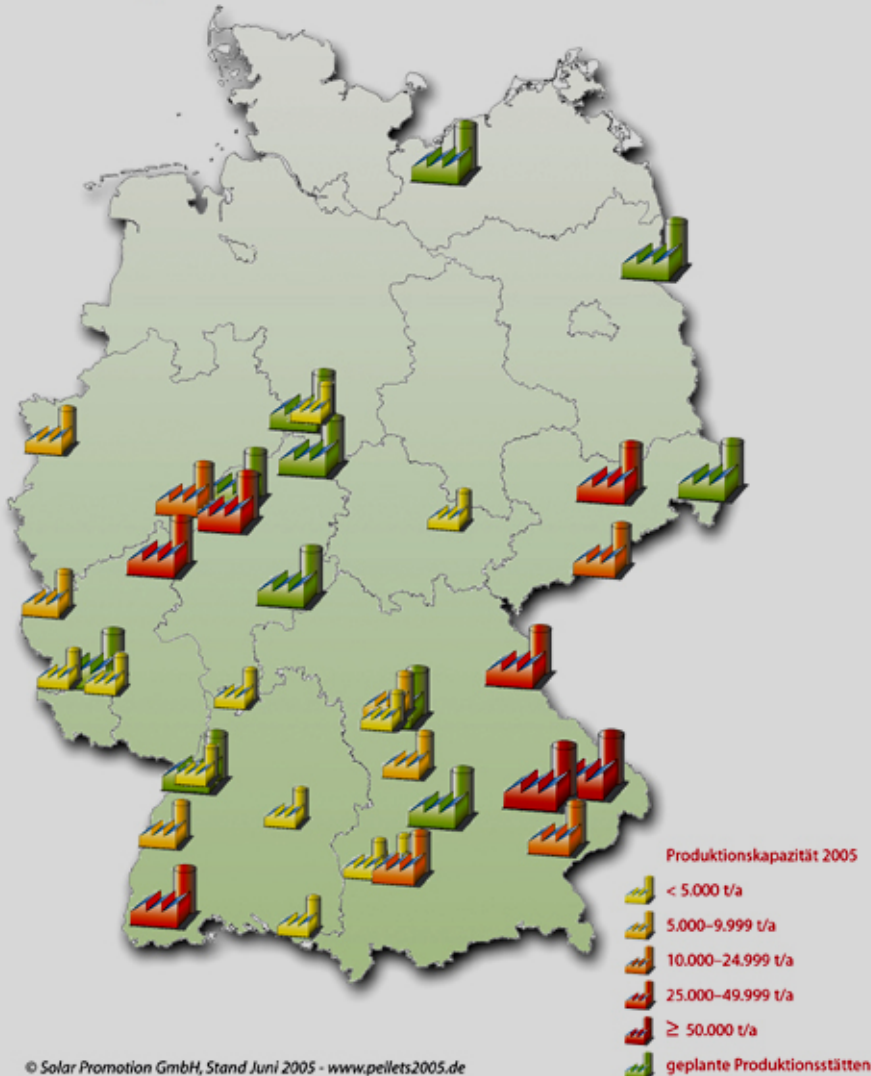 Produktionskapazität 2005
< 5.000 t/a
5.000–9.999 t/a
10.000–24.999 t/a
25.000–49.999 t/a
≥ 50.000 t/a
geplante Produktionsstätten
© Solar Promotion GmbH, Stand Juni 2005 - www.pellets2005.de